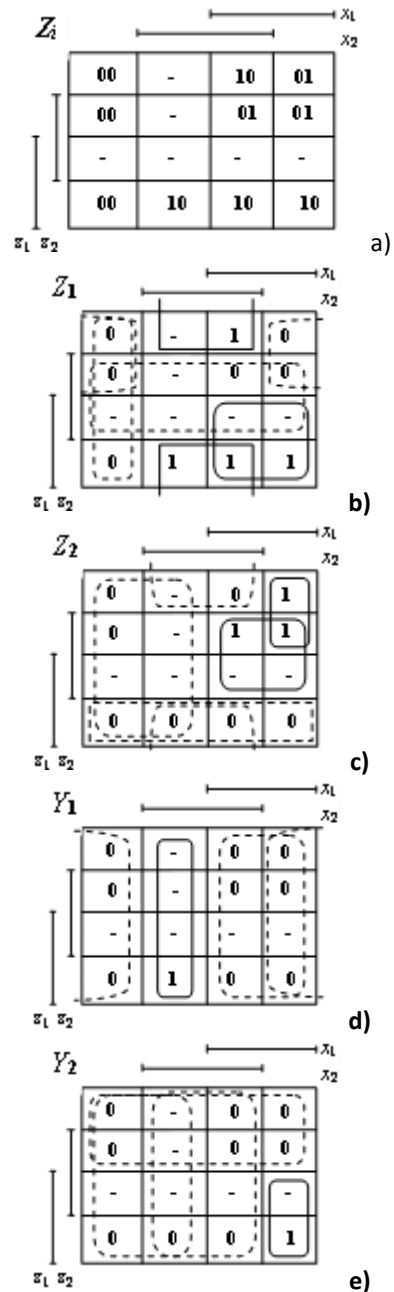 Zi x1
x2
00 - 10 01
00 - 01 01
- - - -
00 10 10 10
z1 z2 a)
Z1 x1
x2
0 - 1 0
0 - 0 0
- - - -
0 1 1 1
z1 z2 b)
Z2 x1
x2
0 - 0 1
0 - 1 1
- - - -
0 0 0 0
z1 z2 c)
Y1 x1
x2
0 - 0 0
0 - 0 0
- - - -
0 1 0 0
z1 z2 d)
Y2 x1
x2
0 - 0 0
0 - 0 0
- - - -
0 0 0 1
z1 z2 e)